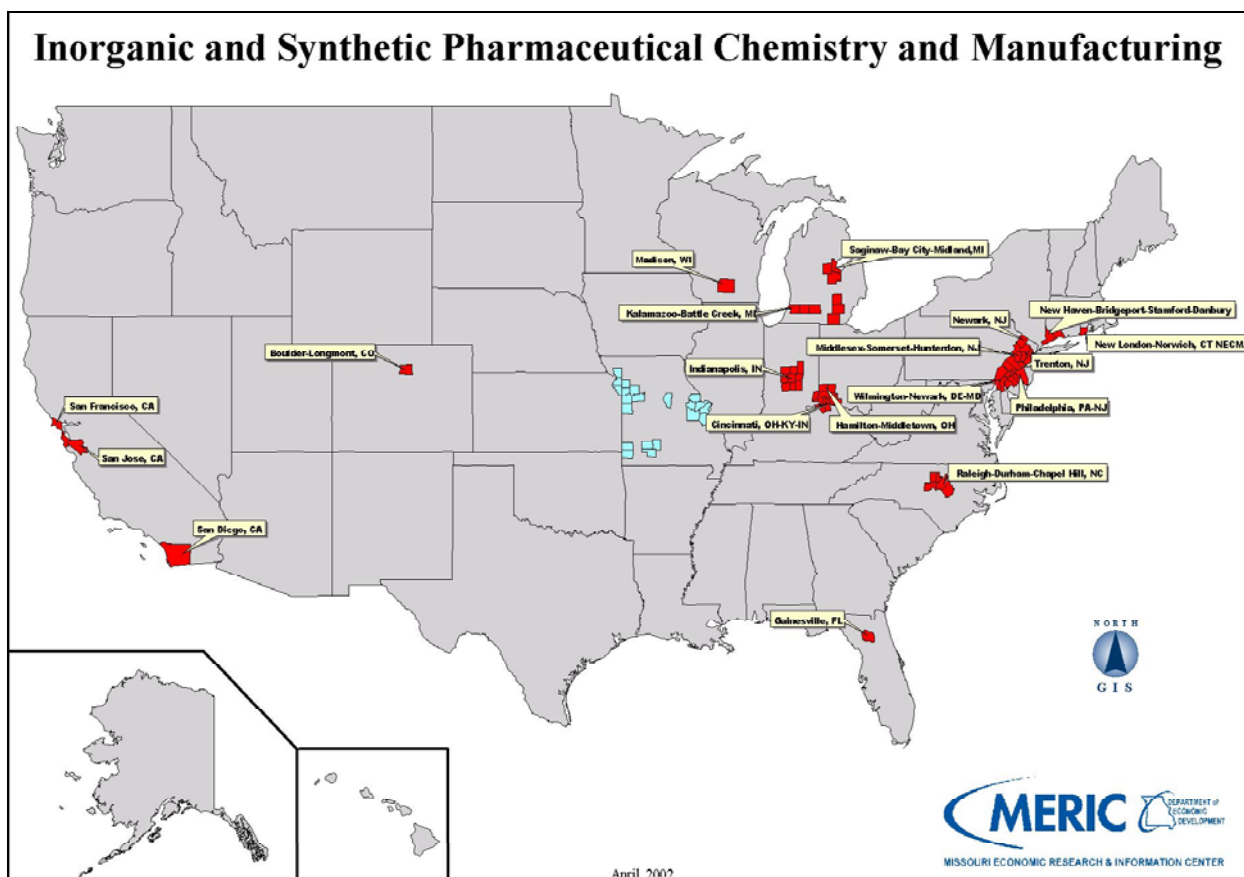 Inorganic and Synthetic Pharmaceutical Chemistry and Manufacturing
Saginaw-Bay City-Midland,MI
Madison, WI
Kalamazoo-Battle Creek, MI
New Haven-Bridgeport-Stamford-Danbury
Newark, NJ
New London-Norwich, CT NECM
Middlesex-Somerset-Hunterdon, NJ
Boulder-Longmont, CO
Trenton, NJ
Indianapolis, IN
Wilmington-Newark, DE-MD
San Francisco, CA
Philadelphia, PA-NJ
Cincinnati, OH-KY-IN
Hamilton-Middletown, OH
San Jose, CA
Raleigh-Durham-Chapel Hill, NC
San Diego, CA
Gainesville, FL
NORTH
GIS
MERIC
DEPARTMENT of
ECONOMIC
DEVELOPMENT
MISSOURI ECONOMIC RESEARCH & INFORMATION CENTER
April, 2002